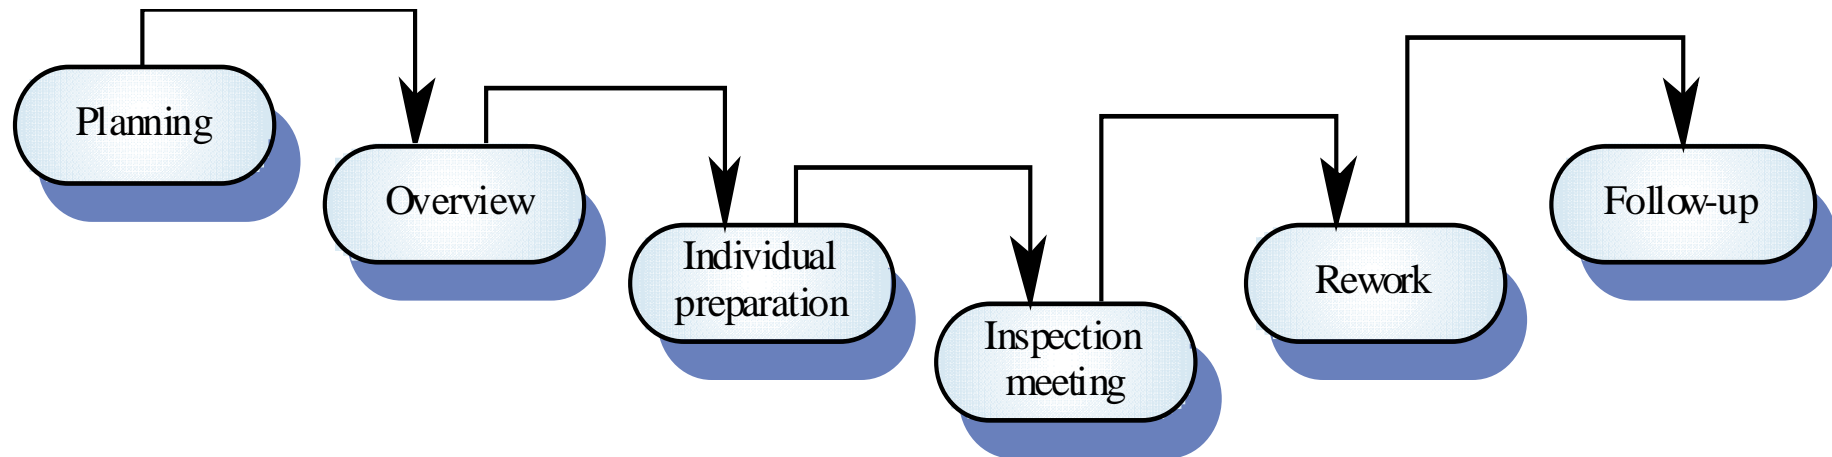 Planning
Overview
Individual
preparation
Inspection
meeting
Rework
Follow-up